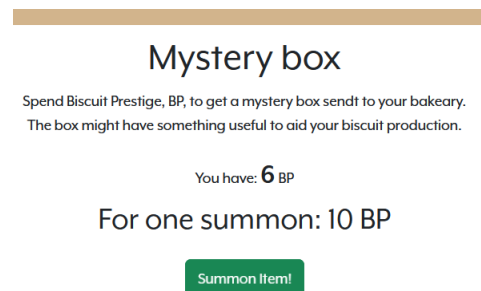 Mystery box
Spend Biscuit Prestige, BP, to get a mystery box sendt to your bakeary.
The box might have something useful to aid your biscuit production.
You have: 6 BP
For one summon: 10 BP
Summon Item!